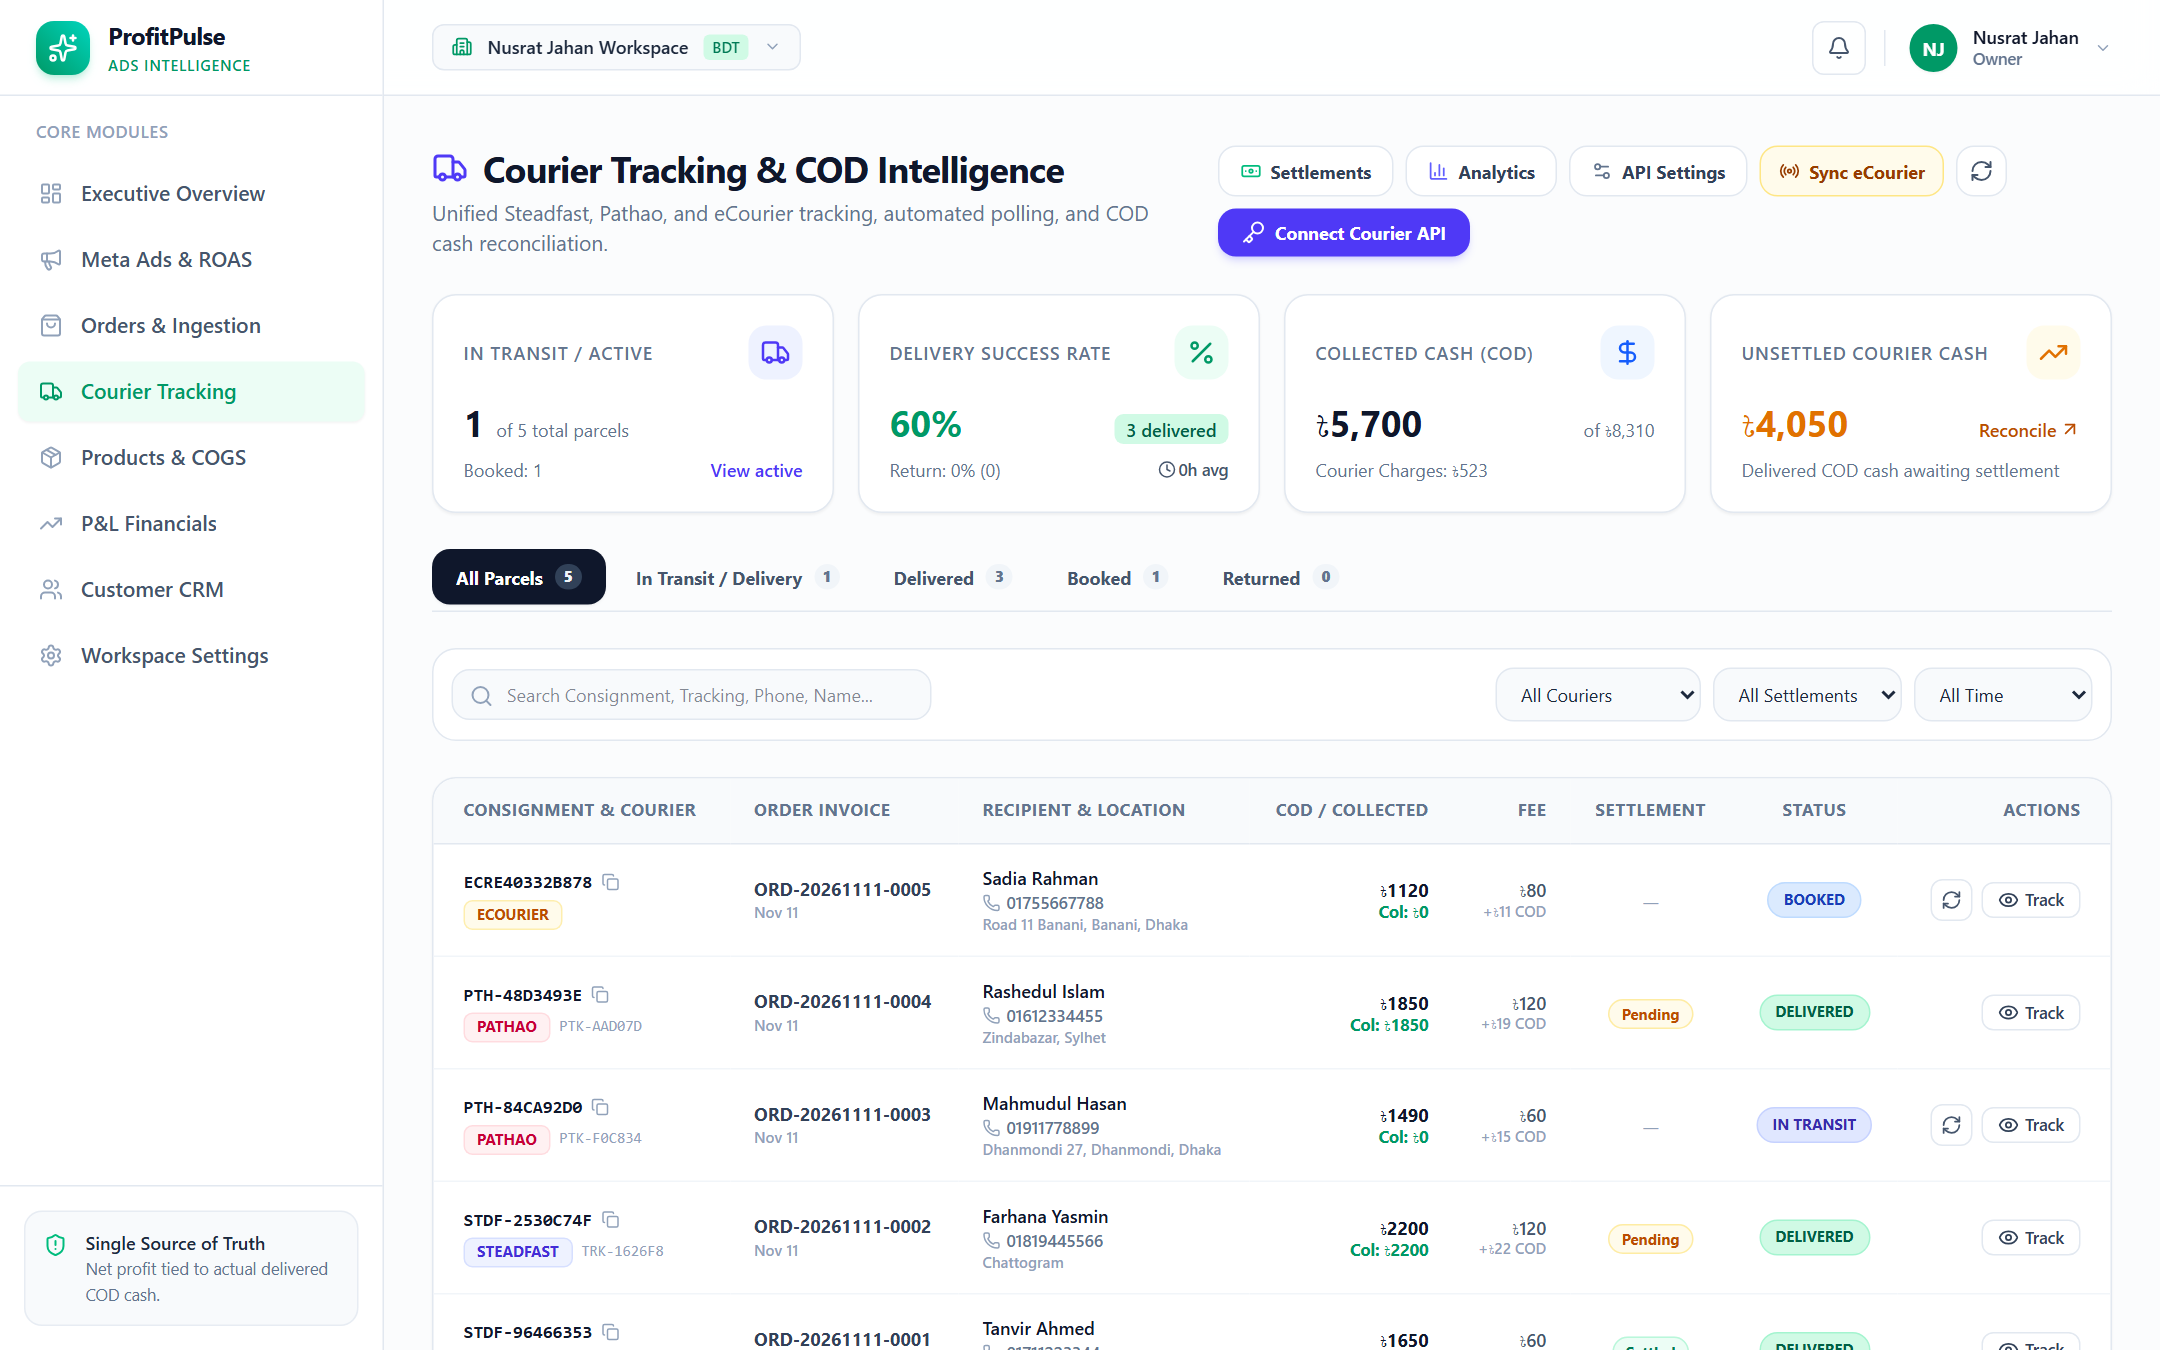 ProfitPulse
ADS INTELLIGENCE
Nusrat Jahan Workspace BDT
NJ
Nusrat Jahan
Owner
CORE MODULES
Executive Overview
Meta Ads & ROAS
Orders & Ingestion
Courier Tracking
Products & COGS
P&L Financials
Customer CRM
Workspace Settings
Single Source of Truth
Net profit tied to actual delivered
COD cash.
Courier Tracking & COD Intelligence
Unified Steadfast, Pathao, and eCourier tracking, automated polling, and COD
cash reconciliation.
Settlements
Analytics
API Settings
Sync eCourier
Connect Courier API
IN TRANSIT / ACTIVE
1 of 5 total parcels
Booked: 1 View active
DELIVERY SUCCESS RATE
60% 3 delivered
Return: 0% (0) 0h avg
COLLECTED CASH (COD)
৳5,700 of ৳8,310
Courier Charges: ৳523
UNSETTLED COURIER CASH
৳4,050 Reconcile
Delivered COD cash awaiting settlement
All Parcels 5
In Transit / Delivery 1
Delivered 3
Booked 1
Returned 0
Search Consignment, Tracking, Phone, Name...
All Couriers
All Settlements
All Time
CONSIGNMENT & COURIER ORDER INVOICE RECIPIENT & LOCATION COD / COLLECTED FEE SETTLEMENT STATUS ACTIONS
ECRE40332B878
ECOURIER
ORD-20261111-0005
Nov 11
Sadia Rahman
01755667788
Road 11 Banani, Banani, Dhaka
৳1120
Col: ৳0
৳80
+৳11 COD
—
BOOKED
Track
PTH-48D3493E
PATHAO PTK-AAD07D
ORD-20261111-0004
Nov 11
Rashedul Islam
01612334455
Zindabazar, Sylhet
৳1850
Col: ৳1850
৳120
+৳19 COD
Pending
DELIVERED
Track
PTH-84CA92D0
PATHAO PTK-F0C834
ORD-20261111-0003
Nov 11
Mahmudul Hasan
01911778899
Dhanmondi 27, Dhanmondi, Dhaka
৳1490
Col: ৳0
৳60
+৳15 COD
—
IN TRANSIT
Track
STDF-2530C74F
STEADFAST TRK-1626F8
ORD-20261111-0002
Nov 11
Farhana Yasmin
01819445566
Chattogram
৳2200
Col: ৳2200
৳120
+৳22 COD
Pending
DELIVERED
Track
STDF-96466353
ORD-20261111-0001
Tanvir Ahmed
৳1650
৳60
DELIVERED
Track